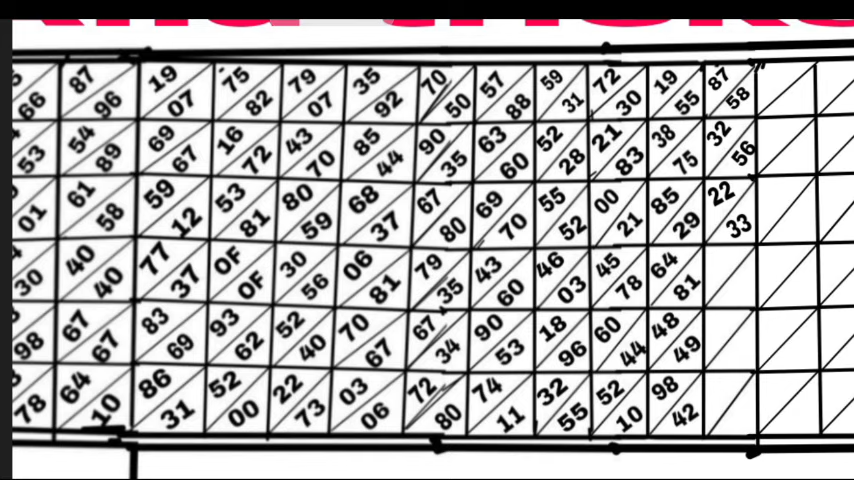 66 87 96 19 07 75 82 79 07 35 92 70 50 57 88 59 31 72 30 19 55 87 58
53 54 89 69 67 16 72 43 70 85 44 90 35 63 60 52 28 21 83 38 75 32 56
01 61 58 59 12 53 81 80 59 68 37 67 80 69 70 55 52 00 21 85 29 22 33
30 40 40 77 37 0F 0F 30 56 06 81 79 35 43 60 46 03 45 78 64 81
98 67 67 83 69 93 62 52 40 70 67 67 34 90 53 18 96 60 44 48 49
78 64 10 86 31 52 00 22 73 03 06 72 80 74 11 32 55 52 10 98 42